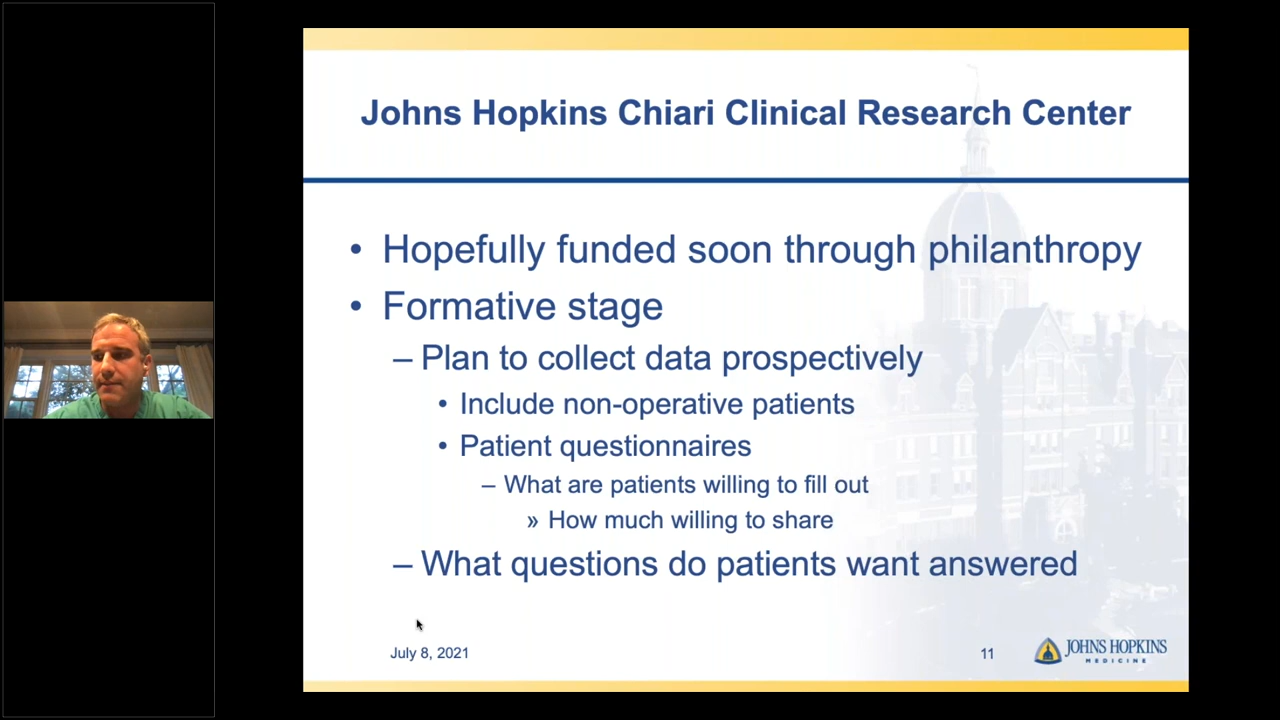 Johns Hopkins Chiari Clinical Research Center
• Hopefully funded soon through philanthropy
• Formative stage
– Plan to collect data prospectively
• Include non-operative patients
• Patient questionnaires
– What are patients willing to fill out
» How much willing to share
– What questions do patients want answered
July 8, 2021
11
JOHNS HOPKINS
MEDICINE